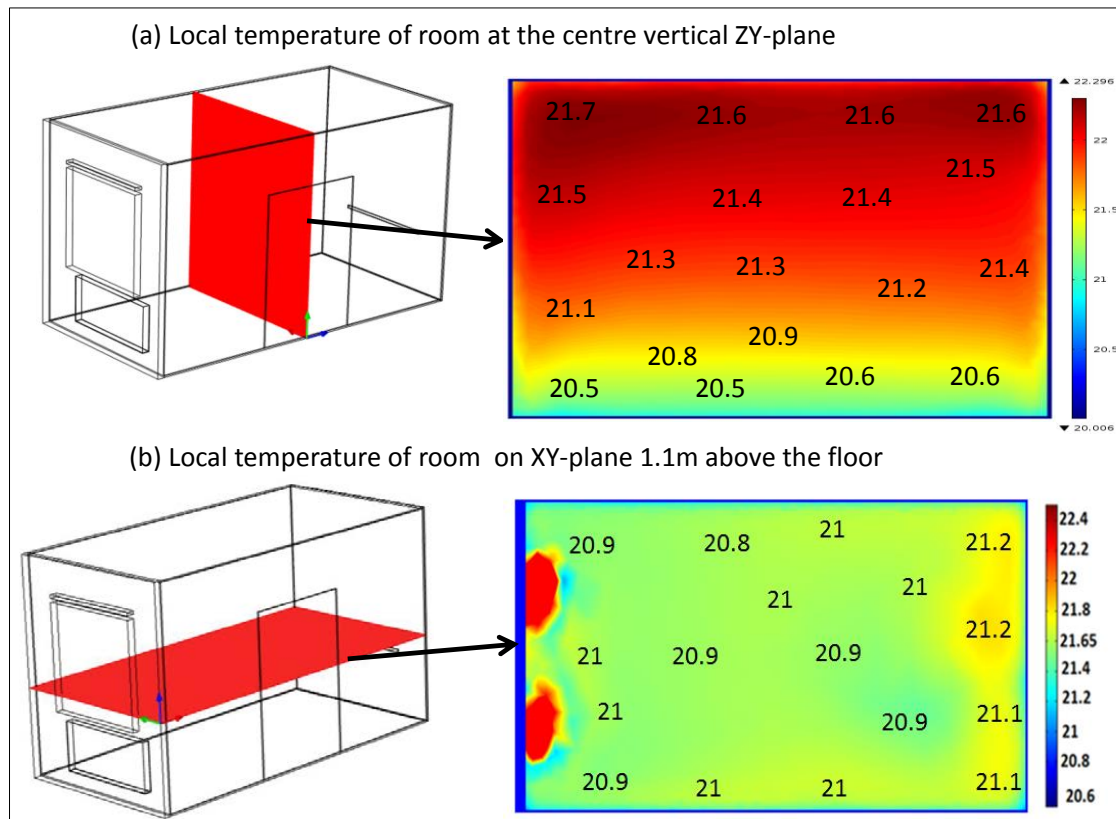 (a) Local temperature of room at the centre vertical ZY-plane
▲ 22.296
21.7 21.6 21.6 21.6
22
21.5
21.5 21.4 21.4
21.5
21.3 21.3 21.4
21.2
21
21.1
20.9
20.5
20.8
20.6 20.6
20.5 20.5
▼ 20.006
(b) Local temperature of room on XY-plane 1.1m above the floor
22.4
20.9 20.8 21 21.2
22.2
22
21 21
21.8
21.2
21.65
21 20.9 20.9
21.4
21.2
21 20.9 21.1
21
20.8
20.9 21 21 21.1
20.6